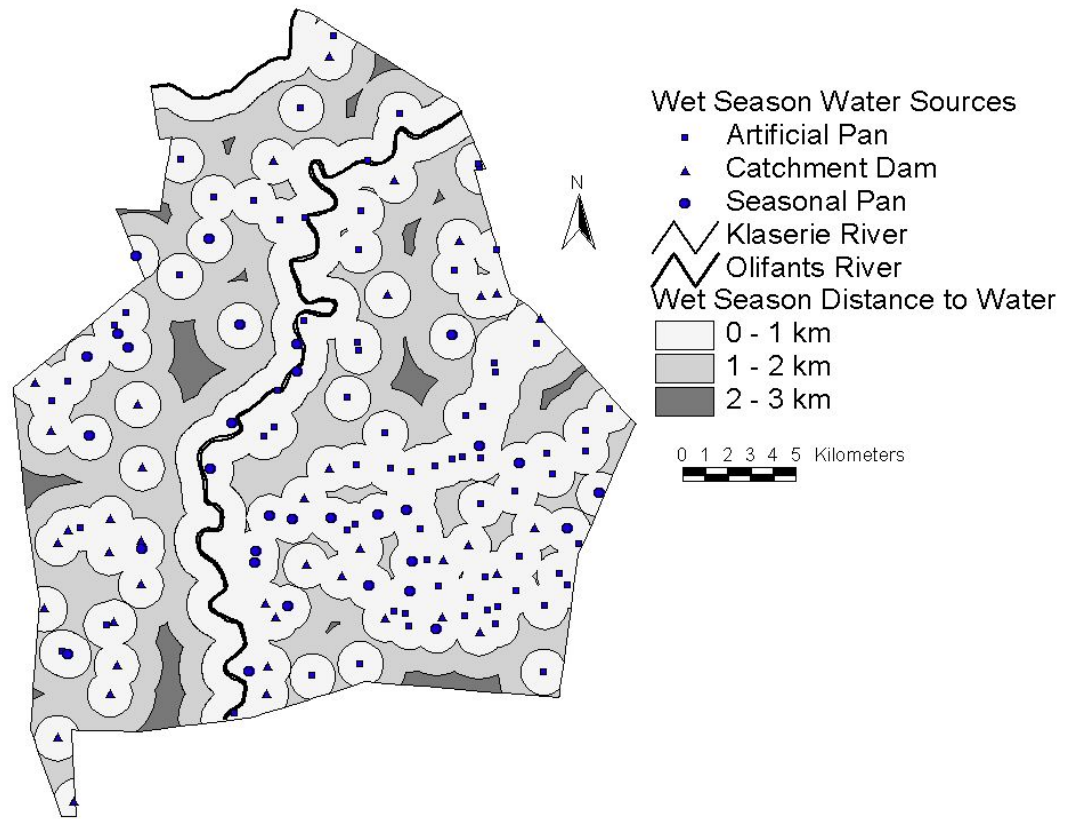 Wet Season Water Sources
Artificial Pan
Catchment Dam
Seasonal Pan
N
Klaserie River
Olifants River
Wet Season Distance to Water
0 - 1 km
1 - 2 km
2 - 3 km
0 1 2 3 4 5 Kilometers